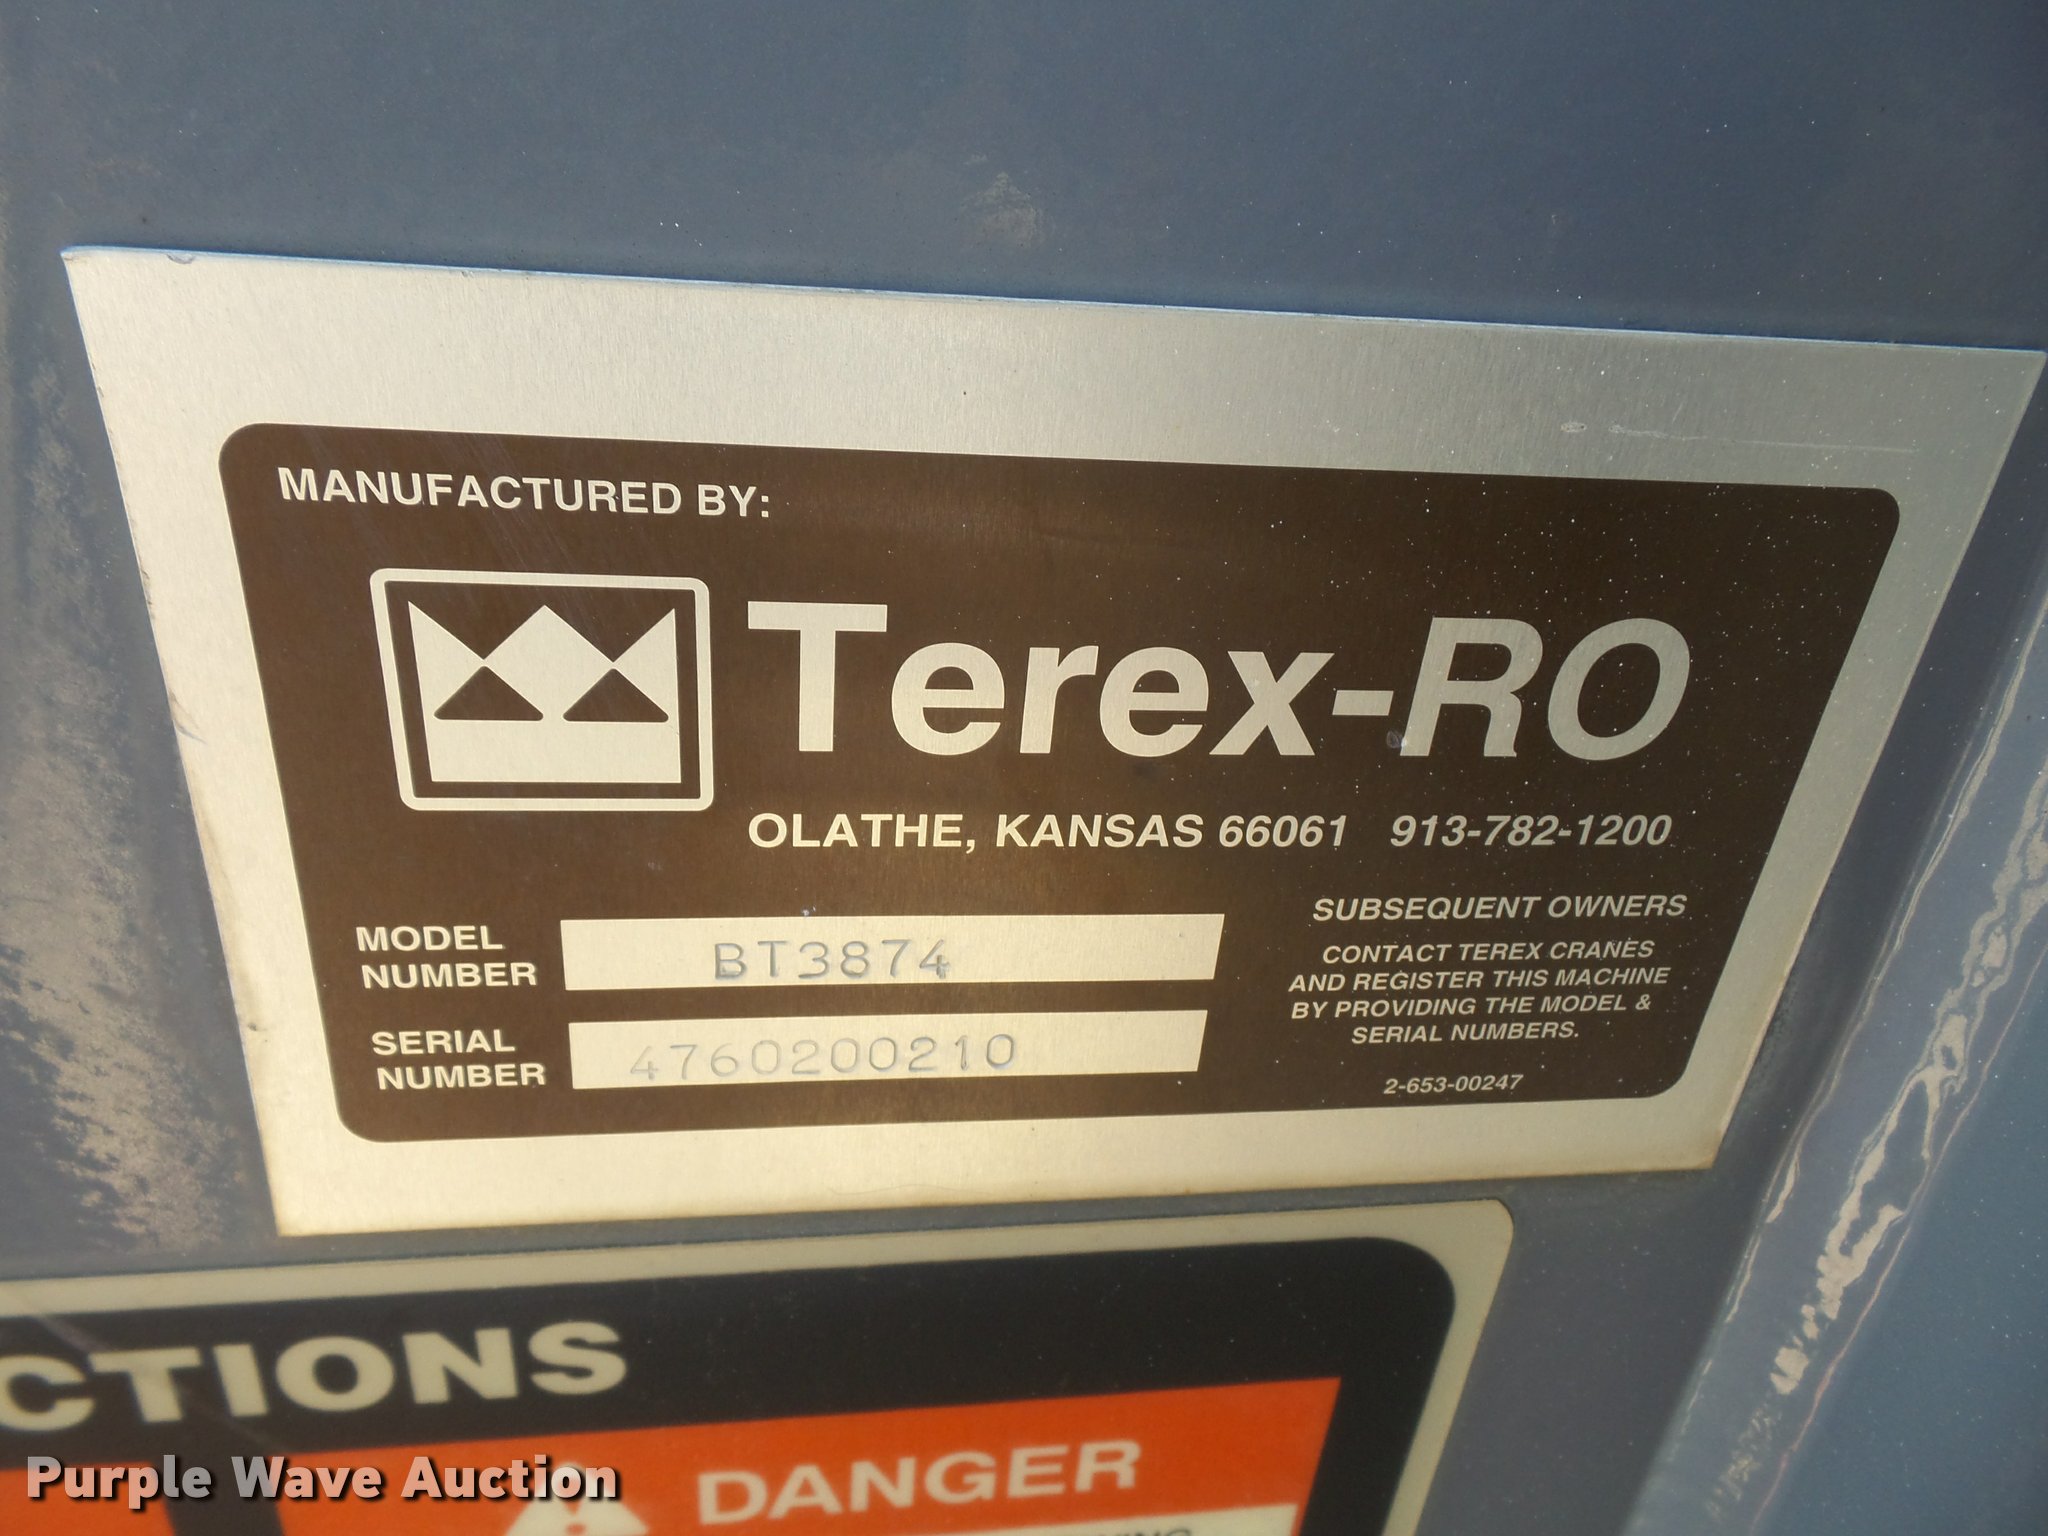 MANUFACTURED BY:
Terex-RO
OLATHE, KANSAS 66061 913-782-1200
MODEL
NUMBER
BT3874
SERIAL
NUMBER
4760200210
SUBSEQUENT OWNERS
CONTACT TEREX CRANES
AND REGISTER THIS MACHINE
BY PROVIDING THE MODEL &
SERIAL NUMBERS.
2-653-00247
CTIONS
DANGER
Purple Wave Auction